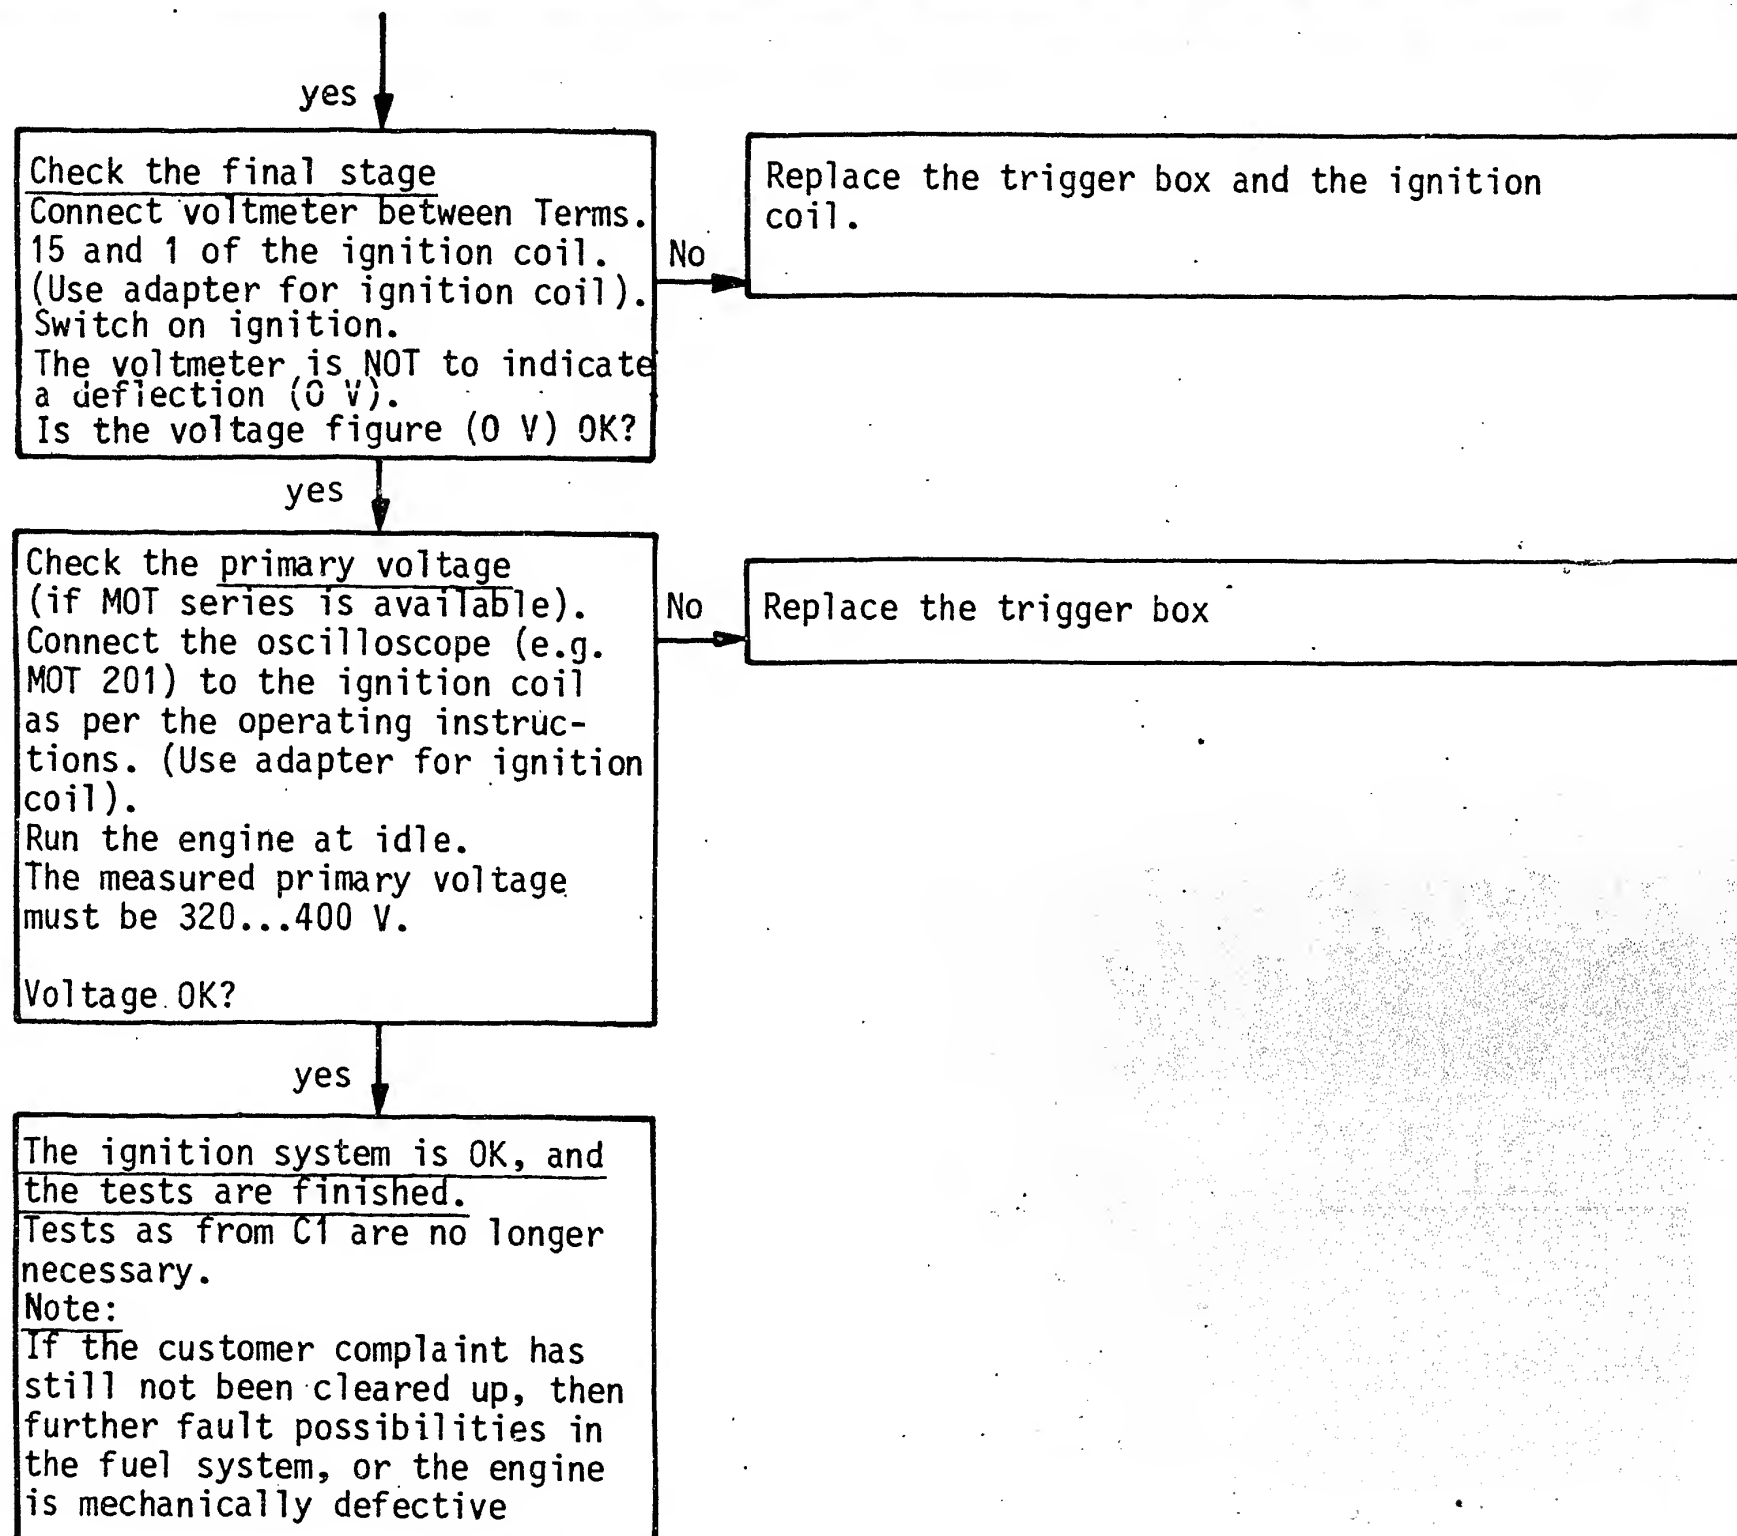 yes
Check the final stage
Connect voltmeter between Terms.
15 and 1 of the ignition coil.
(Use adapter for ignition coil).
Switch on ignition.
The voltmeter is NOT to indicate
a deflection (0 V).
Is the voltage figure (0 V) OK?
No
Replace the trigger box and the ignition
coil.
yes
Check the primary voltage
(if MOT series is available).
Connect the oscilloscope (e.g.
MOT 201) to the ignition coil
as per the operating instruc-
tions. (Use adapter for ignition
coil).
Run the engine at idle.
The measured primary voltage
must be 320...400 V.
Voltage OK?
No
Replace the trigger box
yes
The ignition system is OK, and
the tests are finished.
Tests as from C1 are no longer
necessary.
Note:
If the customer complaint has
still not been cleared up, then
further fault possibilities in
the fuel system, or the engine
is mechanically defective